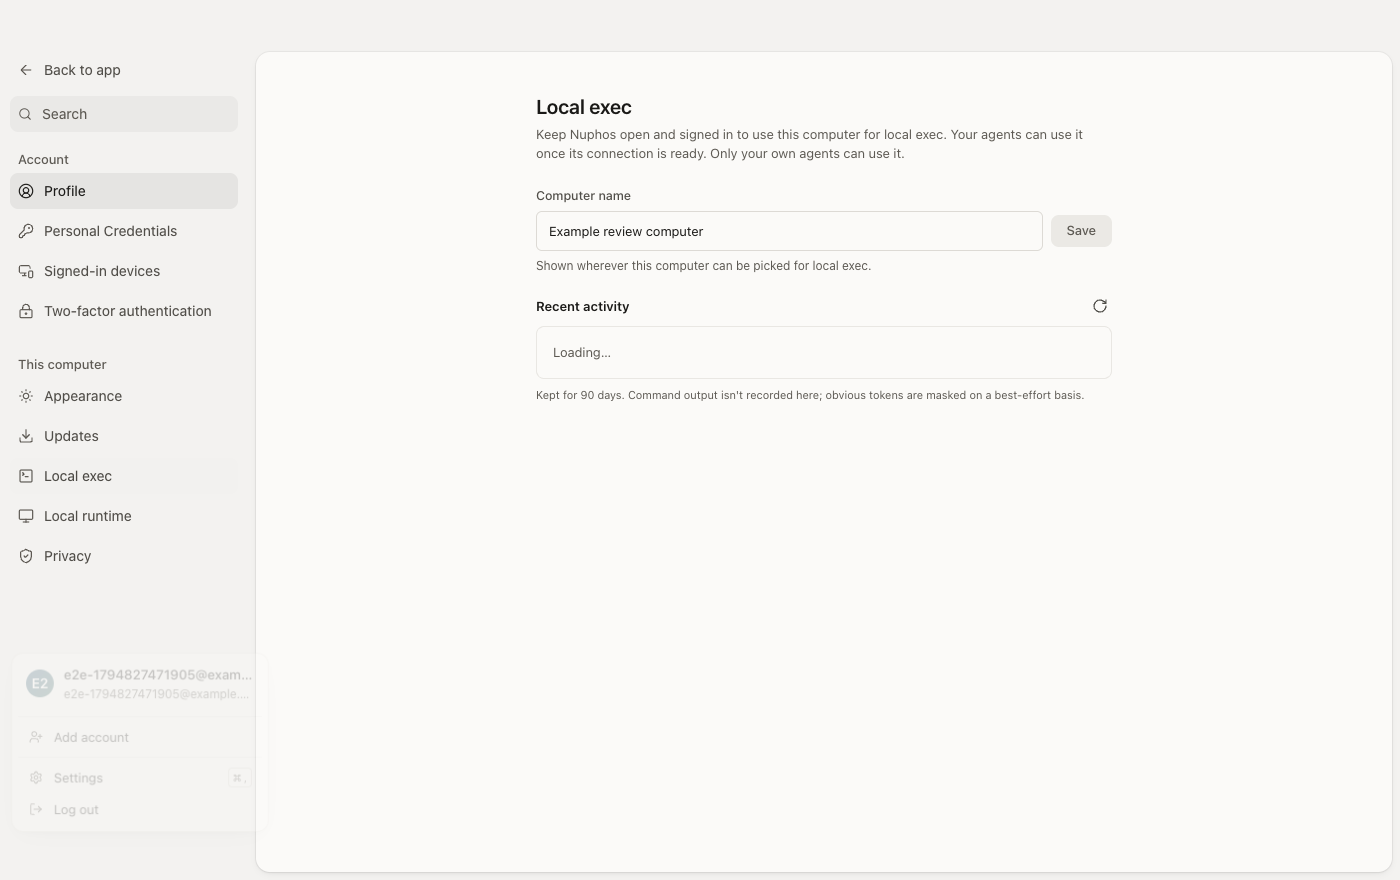 Back to app
Search
Account
Profile
Personal Credentials
Signed-in devices
Two-factor authentication
This computer
Appearance
Updates
Local exec
Local runtime
Privacy
E2
e2e-1794827471905@exam...
e2e-1794827471905@example....
Add account
Settings
⌘,
Log out
Local exec
Keep Nuphos open and signed in to use this computer for local exec. Your agents can use it
once its connection is ready. Only your own agents can use it.
Computer name
Example review computer
Save
Shown wherever this computer can be picked for local exec.
Recent activity
Loading...
Kept for 90 days. Command output isn't recorded here; obvious tokens are masked on a best-effort basis.